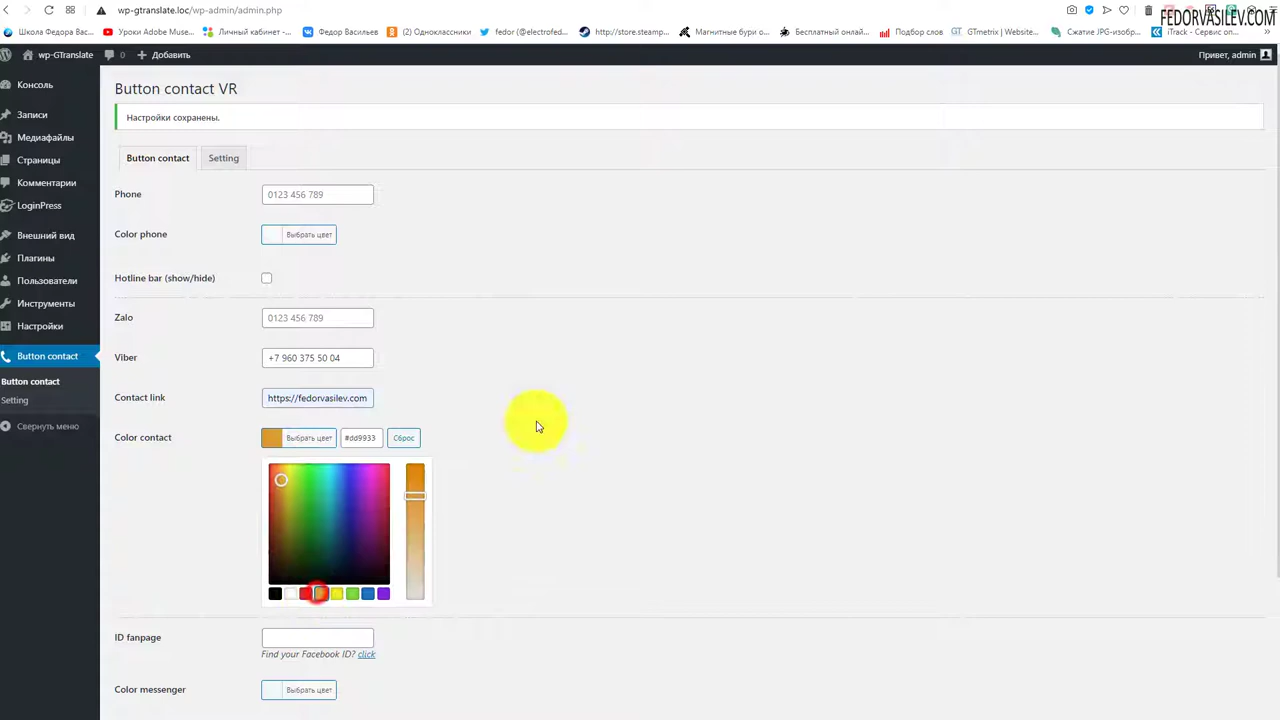 wp-gtranslate.loc/wp-admin/admin.php
FEDORVASILEV.COM
Школа Федора Вас...
Уроки Adobe Muse...
Личный кабинет...
Федор Васильев
(2) Одноклассники
fedor (@electrofed...
http://store.steamp...
Магнитные бури о...
Бесплатный онлай...
Подбор слов
GTmetrix | Website...
Сжатие JPG-изобр...
iTrack - Сервис оп...
»
wp-GTranslate
0
Добавить
Привет, admin
Консоль
Записи
Медиафайлы
Страницы
Комментарии
LoginPress
Внешний вид
Плагины
Пользователи
Инструменты
Настройки
Button contact
Button contact
Setting
Свернуть меню
Button contact VR
Настройки сохранены.
Button contact
Setting
Phone
0123 456 789
Color phone
Выбрать цвет
Hotline bar (show/hide)
Zalo
0123 456 789
Viber
+7 960 375 50 04
Contact link
https://fedorvasilev.com
Color contact
Выбрать цвет
#dd9933
Сброс
ID fanpage
Find your Facebook ID? click
Color messenger
Выбрать цвет